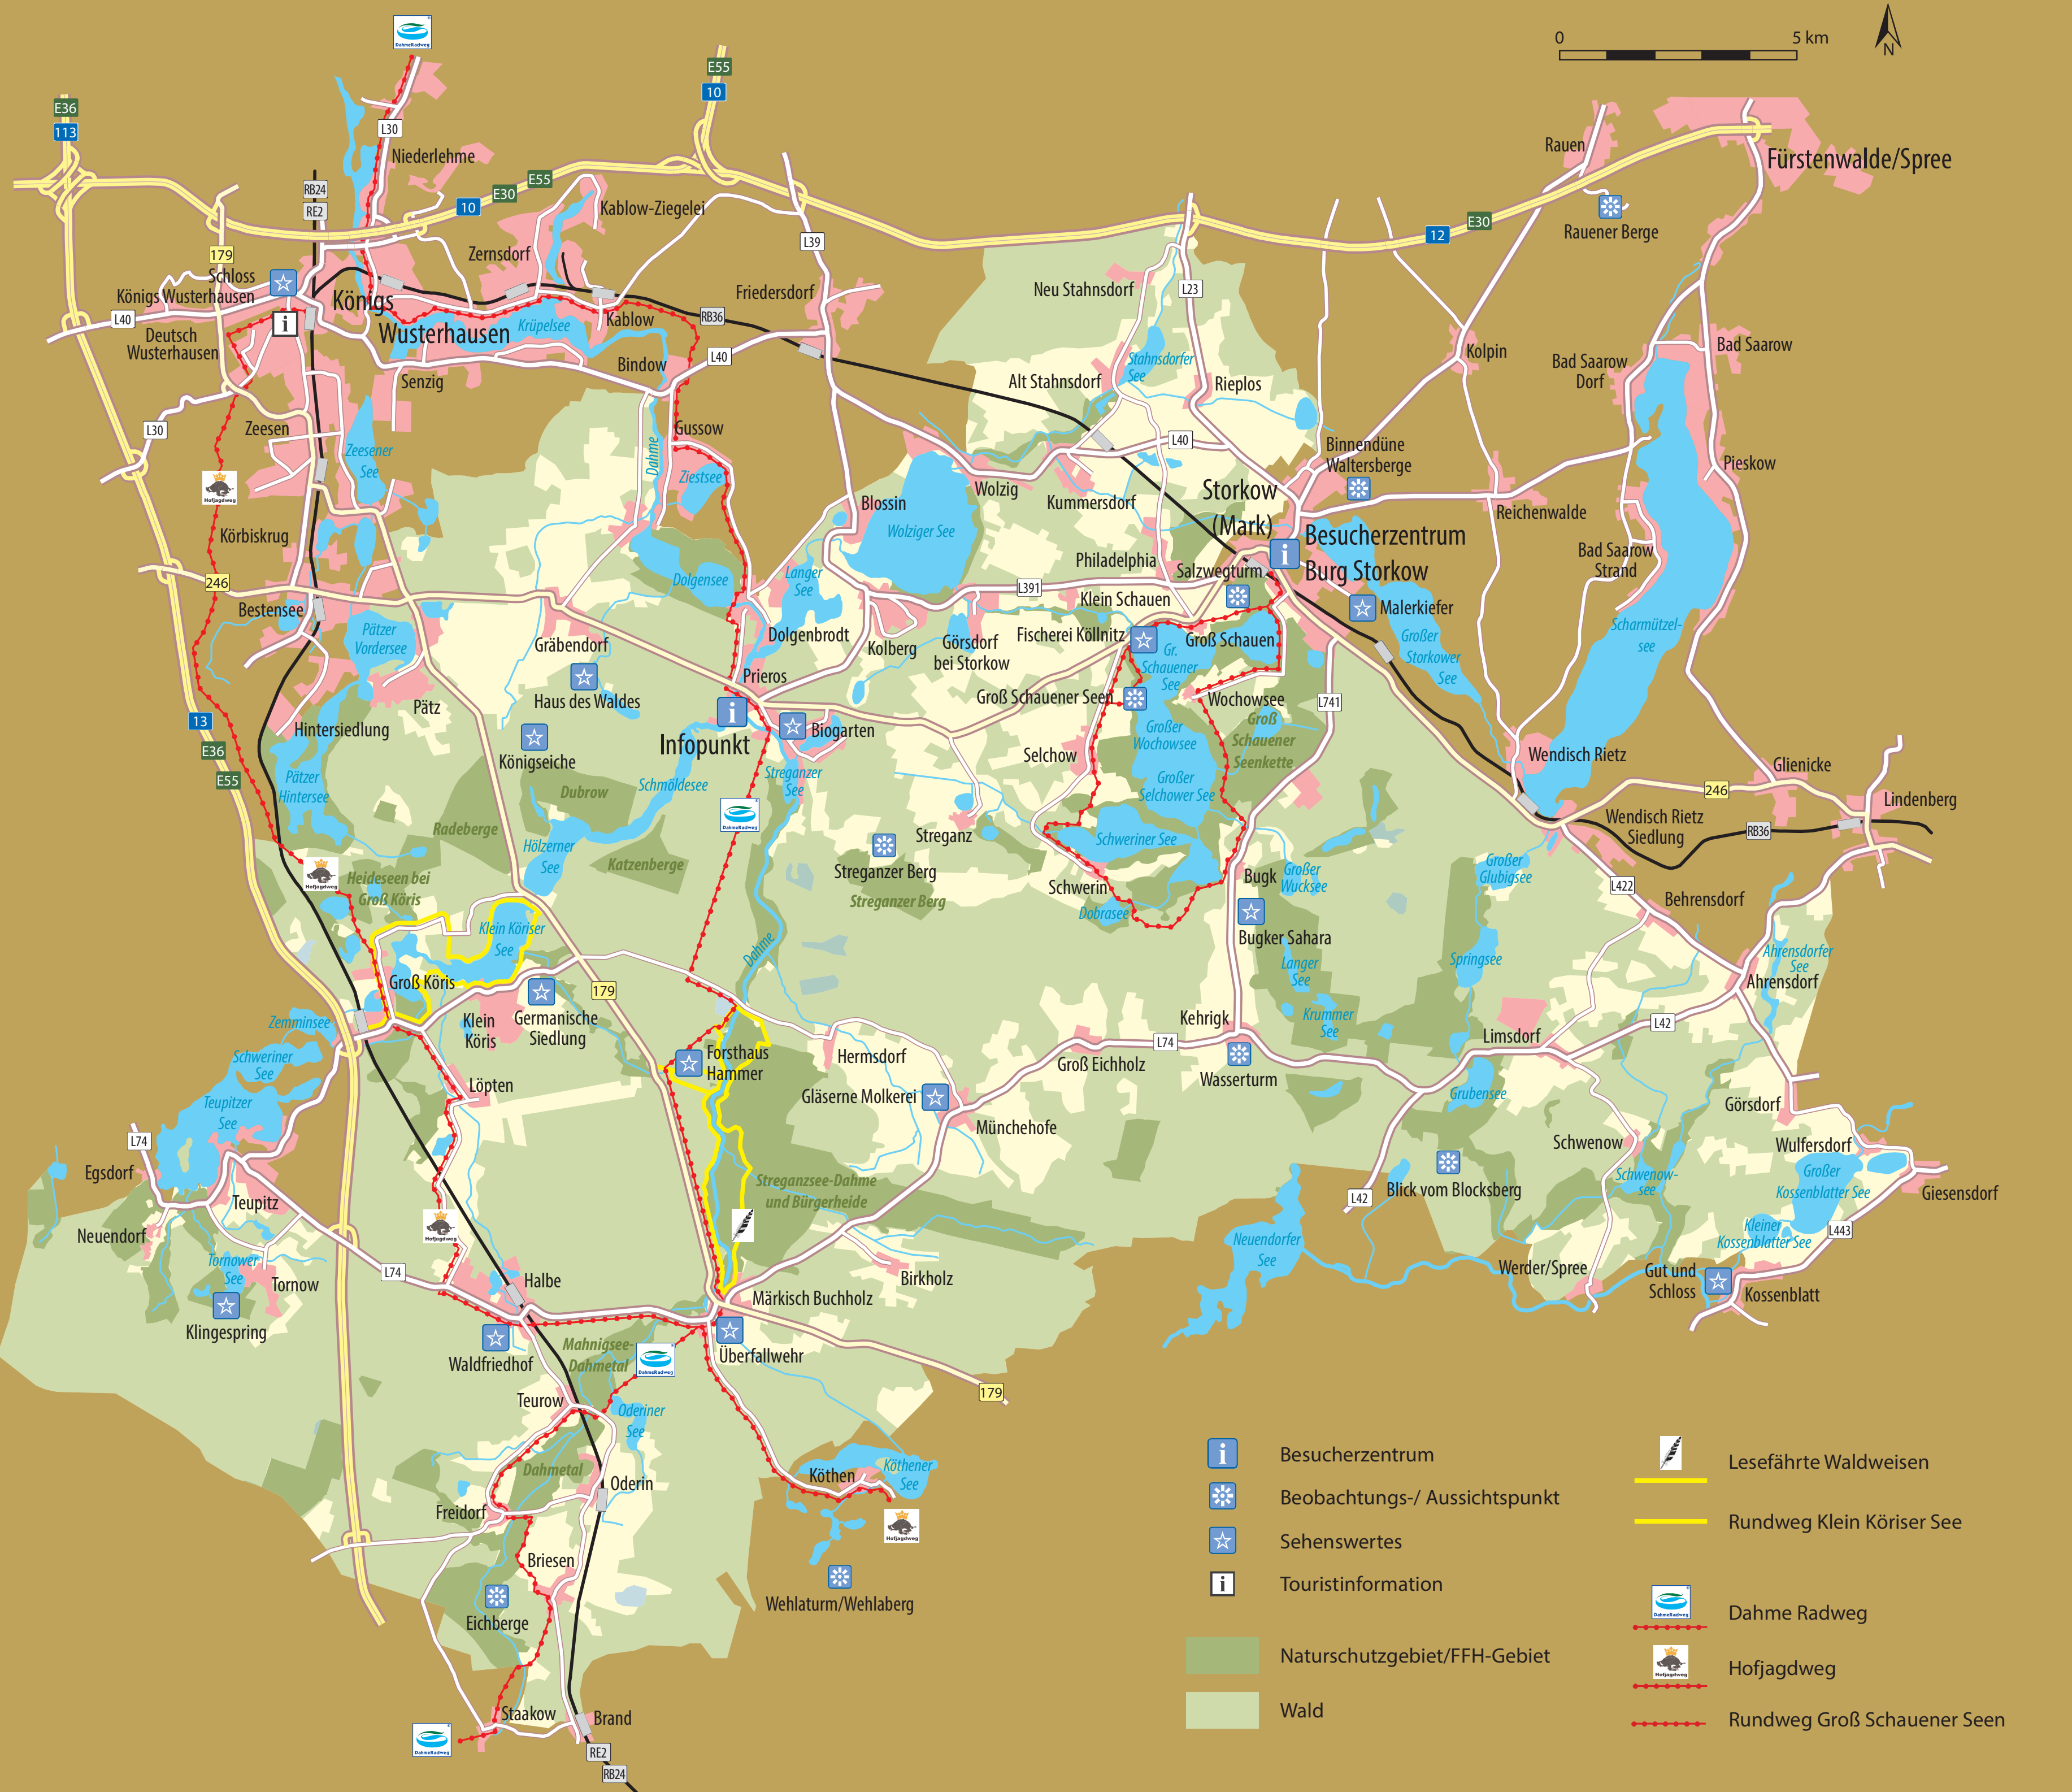 DahmeRadweg
0
5 km
N
E36
113
E55
10
L30
Niederlehme
RB24
RE2
10
E30
E55
Kablow-Ziegelei
L39
Rauen
Fürstenwalde/Spree
Rauener Berge
12
E30
179
Schloss
Königs Wusterhausen
Zernsdorf
L40
Deutsch
Wusterhausen
i
Königs
Wusterhausen
Krüpelsee
Kablow
RB36
Friedersdorf
Neu Stahnsdorf
L23
Bindow
L40
Senzig
Stahnsdorfer
See
Alt Stahnsdorf
Rieplos
Kolpin
Bad Saarow
Dorf
Bad Saarow
L30
Zeesen
Zeesener
See
Dahme
Gussow
Ziestsee
L40
Binnendüne
Waltersberge
Pieskow
Hofjagdweg
Körbiskrug
Blossin
Wolziger See
Wolzig
Kummersdorf
Storkow
(Mark)
Reichenwalde
i
Besucherzentrum
Burg Storkow
Bad Saarow
Strand
246
Bestensee
Pätzer
Vordersee
Dolgensee
Langer
See
Philadelphia
Salzwegturm
L391
Klein Schauen
Malerkiefer
Gräbendorf
Dolgenbrodt
Kolberg
Görsdorf
bei Storkow
Fischerei Köllnitz
Groß Schauen
Gr.
Schauener
See
Großer
Storkower
See
Scharmützel-
see
Haus des Waldes
Prieros
Groß Schauener Seen
Wochowsee
L741
Pätz
Hintersiedlung
13
E36
E55
Königseiche
i
Infopunkt
Biogarten
Großer
Wochowsee
Groß
Schauener
Seenkette
Selchow
Wendisch Rietz
Pätzer
Hintersee
Dubrow
Schmöldesee
Streganzer
See
Großer
Selchower See
Glienicke
246
Lindenberg
Wendisch Rietz
Siedlung
RB36
Radeberge
DahmeRadweg
Streganz
Hölzerner
See
Katzenberge
Schweriner See
Streganzer Berg
Streganzer Berg
Schwerin
Dobrasee
Bugk
Großer
Wucksee
Großer
Glubigsee
L422
Behrensdorf
Hofjagdweg
Heideseen bei
Groß Köris
Klein Köriser
See
Dahme
Bugker Sahara
Langer
See
Springsee
Ahrensdorfer
See
Ahrensdorf
Groß Köris
179
Zemminsee
Klein
Köris
Germanische
Siedlung
Kehrigk
Krummer
See
Limsdorf
L42
Schweriner
See
Forsthaus
Hammer
Hermsdorf
Groß Eichholz
L74
Wasserturm
Löpten
Gläserne Molkerei
Grubensee
Görsdorf
Teupitzer
See
L74
Münchehofe
Schwenow
Wulfersdorf
Egsdorf
Teupitz
Streganzsee-Dahme
und Bürgerheide
L42
Blick vom Blocksberg
Schwenow-
see
Großer
Kossenblatter See
Giesensdorf
Neuendorf
Hofjagdweg
Neuendorfer
See
Kleiner
Kossenblatter See
L443
Tornower
See
Tornow
L74
Halbe
Birkholz
Werder/Spree
Gut und
Schloss
Kossenblatt
Klingespring
Märkisch Buchholz
Waldfriedhof
Mahnigsee-
Dahmetal
DahmeRadweg
Überfallwehr
179
Teurow
Oderiner
See
Dahmetal
Oderin
Köthen
Köthener
See
Freidorf
Hofjagdweg
Briesen
Wehlaturm/Wehlaberg
Eichberge
Staakow
Brand
DahmeRadweg
RE2
RB24
i
Besucherzentrum
Beobachtungs-/ Aussichtspunkt
Sehenswertes
i
Touristinformation
Naturschutzgebiet/FFH-Gebiet
Wald
Lesefährte Waldweisen
Rundweg Klein Köriser See
DahmeRadweg
Dahme Radweg
Hofjagdweg
Hofjagdweg
Rundweg Groß Schauener Seen